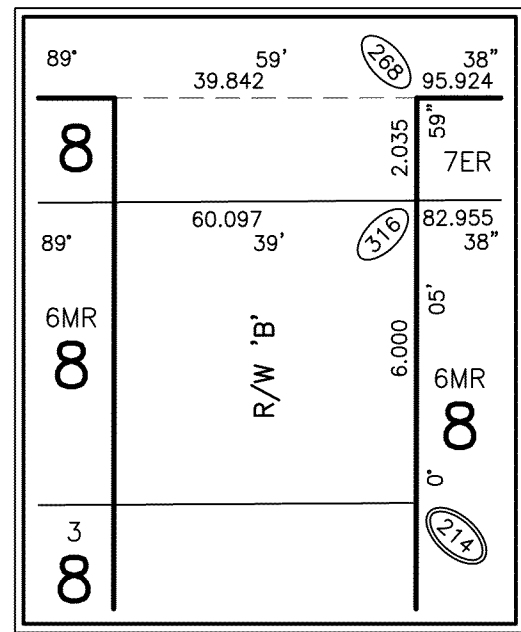 89° 59' 268 38"
39.842 95.924
8 2.035 59" 7ER
60.097 316 82.955
89° 39' 38"
6MR 05'
8 R/W 'B' 6.000 6MR
8
0°
3 214
8